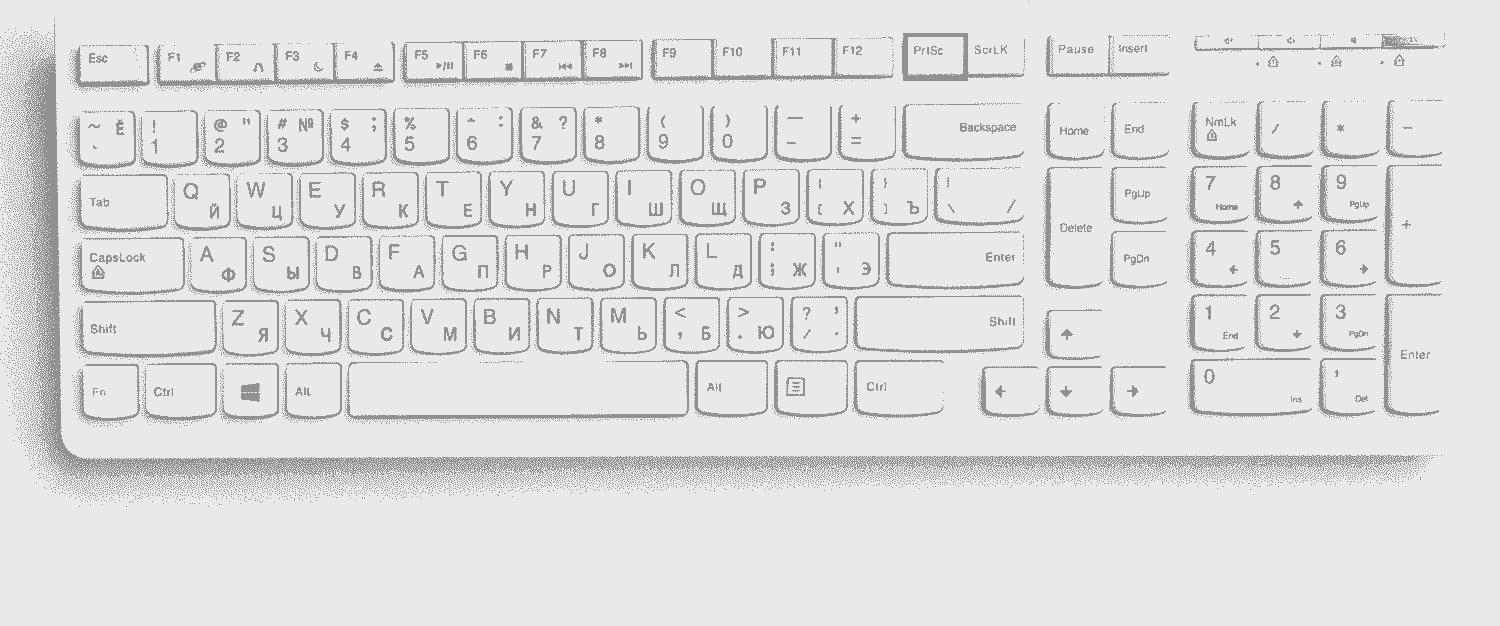 Esc F1 F2 F3 F4 F5 F6 F7 F8 F9 F10 F11 F12 PrtSc ScrLK Pause Insert
~ Ё ` ! 1 @ " 2 # № 3 $ ; 4 % 5 ^ : 6 & ? 7 * 8 ( 9 ) 0 — - + = Backspace Home End NmLk / * -
Tab Q Й W Ц E У R К T Е Y Н U Г I Ш O Щ P З { [ Х } ] Ъ | \ / PgUp 7 Home 8 9 PgUp
CapsLock A Ф S Ы D В F А G П H Р J О K Л L Д : ; Ж " ' Э Enter Delete PgDn 4 5 6 +
Shift Z Я X Ч C С V М B И N Т M Ь < , Б > . Ю ? , / . Shift 1 End 2 3 PgDn
Fn Ctrl Alt Alt Ctrl 0 Ins . Del Enter